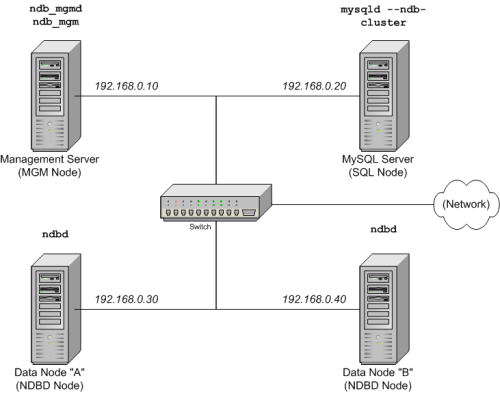 ndb_mgmd
ndb_mgm
mysqld --ndb-
cluster
192.168.0.10
192.168.0.20
Management Server
(MGM Node)
MySQL Server
(SQL Node)
(Network)
Switch
ndbd
ndbd
192.168.0.30
192.168.0.40
Data Node "A"
(NDBD Node)
Data Node "B"
(NDBD Node)